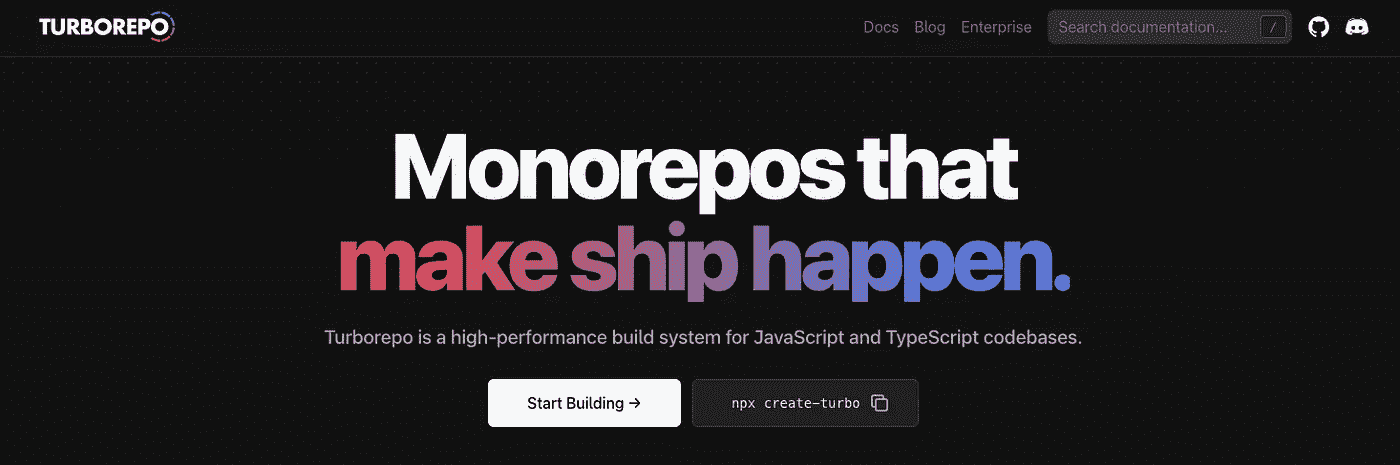 TURBOREPO
Docs Blog Enterprise Search documentation... /
Monorepos that
make ship happen.
Turborepo is a high-performance build system for JavaScript and TypeScript codebases.
Start Building →
npx create-turbo